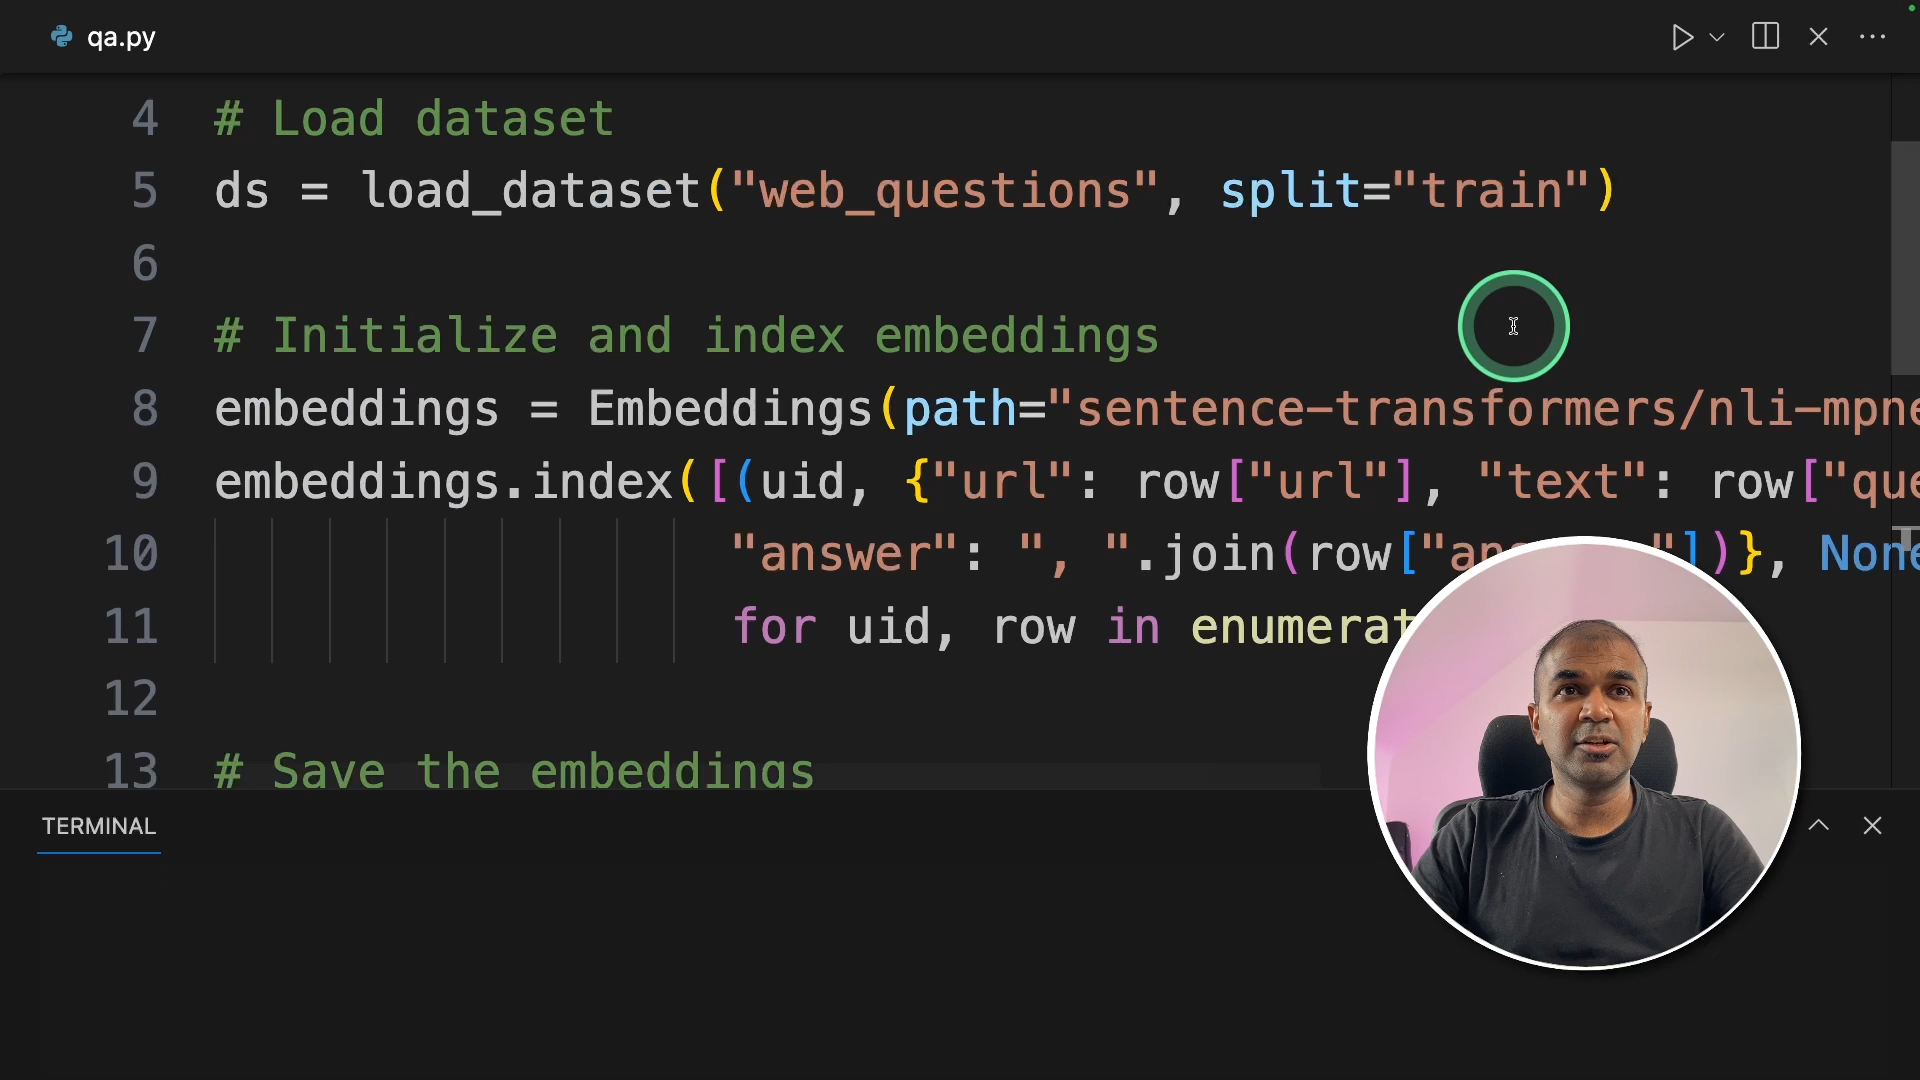 qa.py
4 # Load dataset
5 ds = load_dataset("web_questions", split="train")
6
7 # Initialize and index embeddings
8 embeddings = Embeddings(path="sentence-transformers/nli-mpne
9 embeddings.index([(uid, {"url": row["url"], "text": row["que
10 "answer": ", ".join(row["an "])}, None
11 for uid, row in enumerat
12
13 # Save the embeddings
TERMINAL